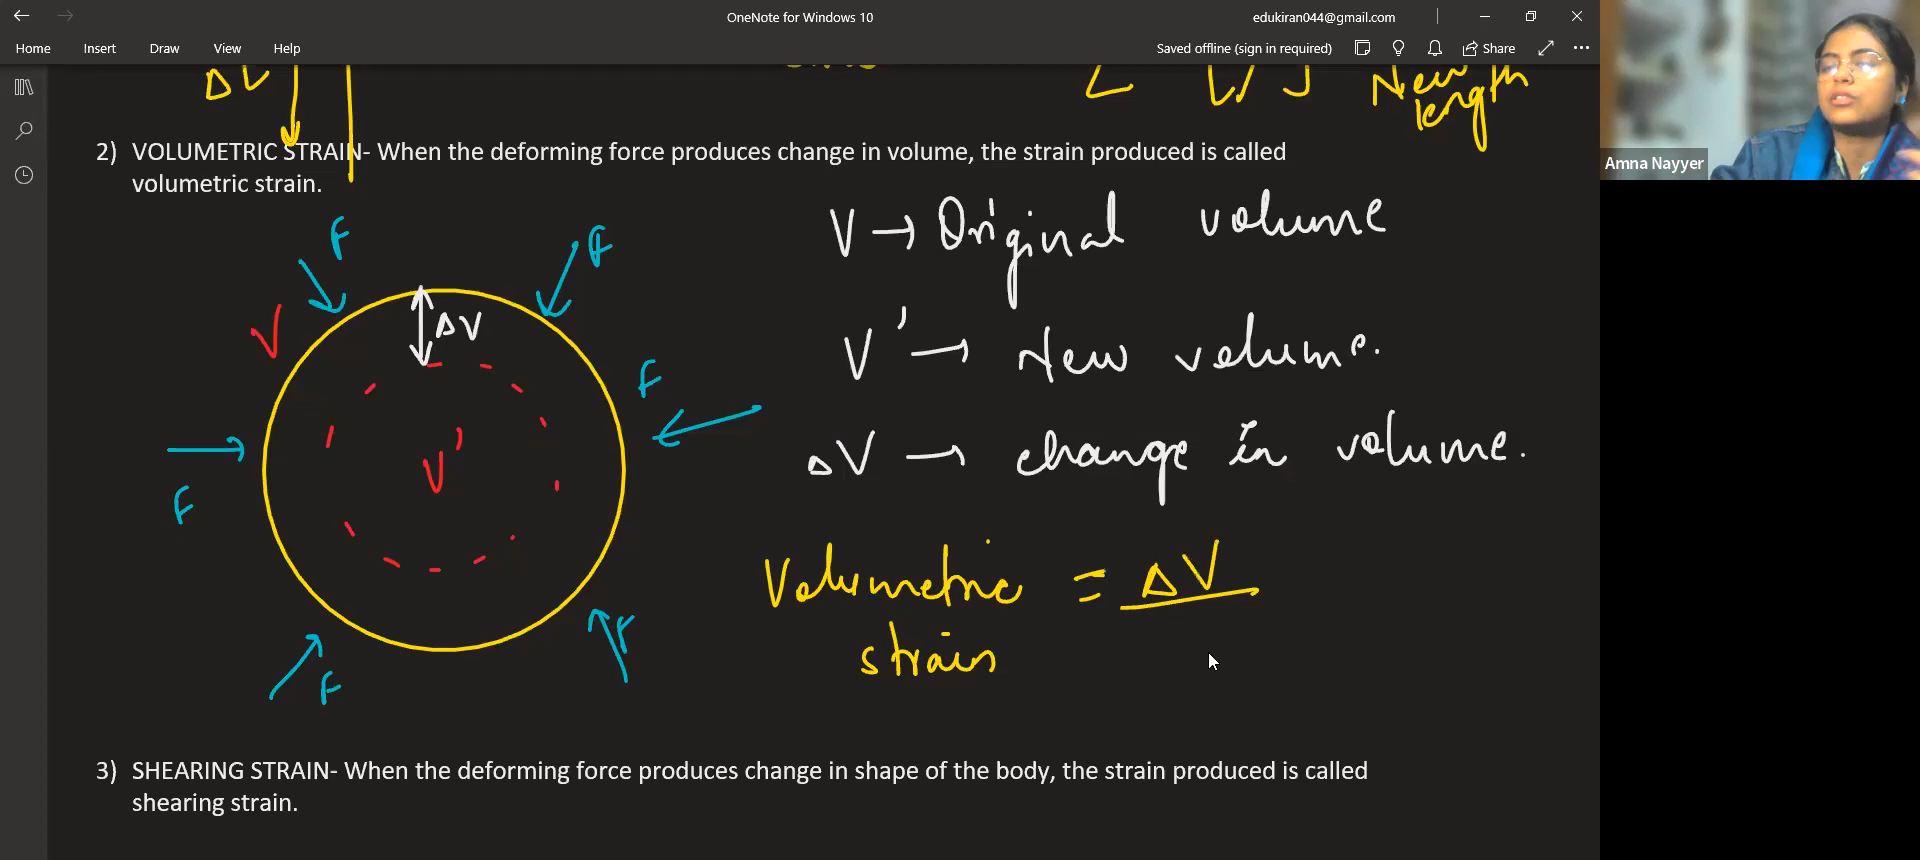 OneNote for Windows 10
edukiran044@gmail.com
Home Insert Draw View Help
Saved offline (sign in required)
Share
ΔV
New
length
2) VOLUMETRIC STRAIN- When the deforming force produces change in volume, the strain produced is called
volumetric strain.
Amna Nayyer
F
F
V
ΔV
F
V'
F
F
F
V → Original volume
V' → New volume.
ΔV → change in volume.
Volumetric = ΔV
strain
3) SHEARING STRAIN- When the deforming force produces change in shape of the body, the strain produced is called
shearing strain.